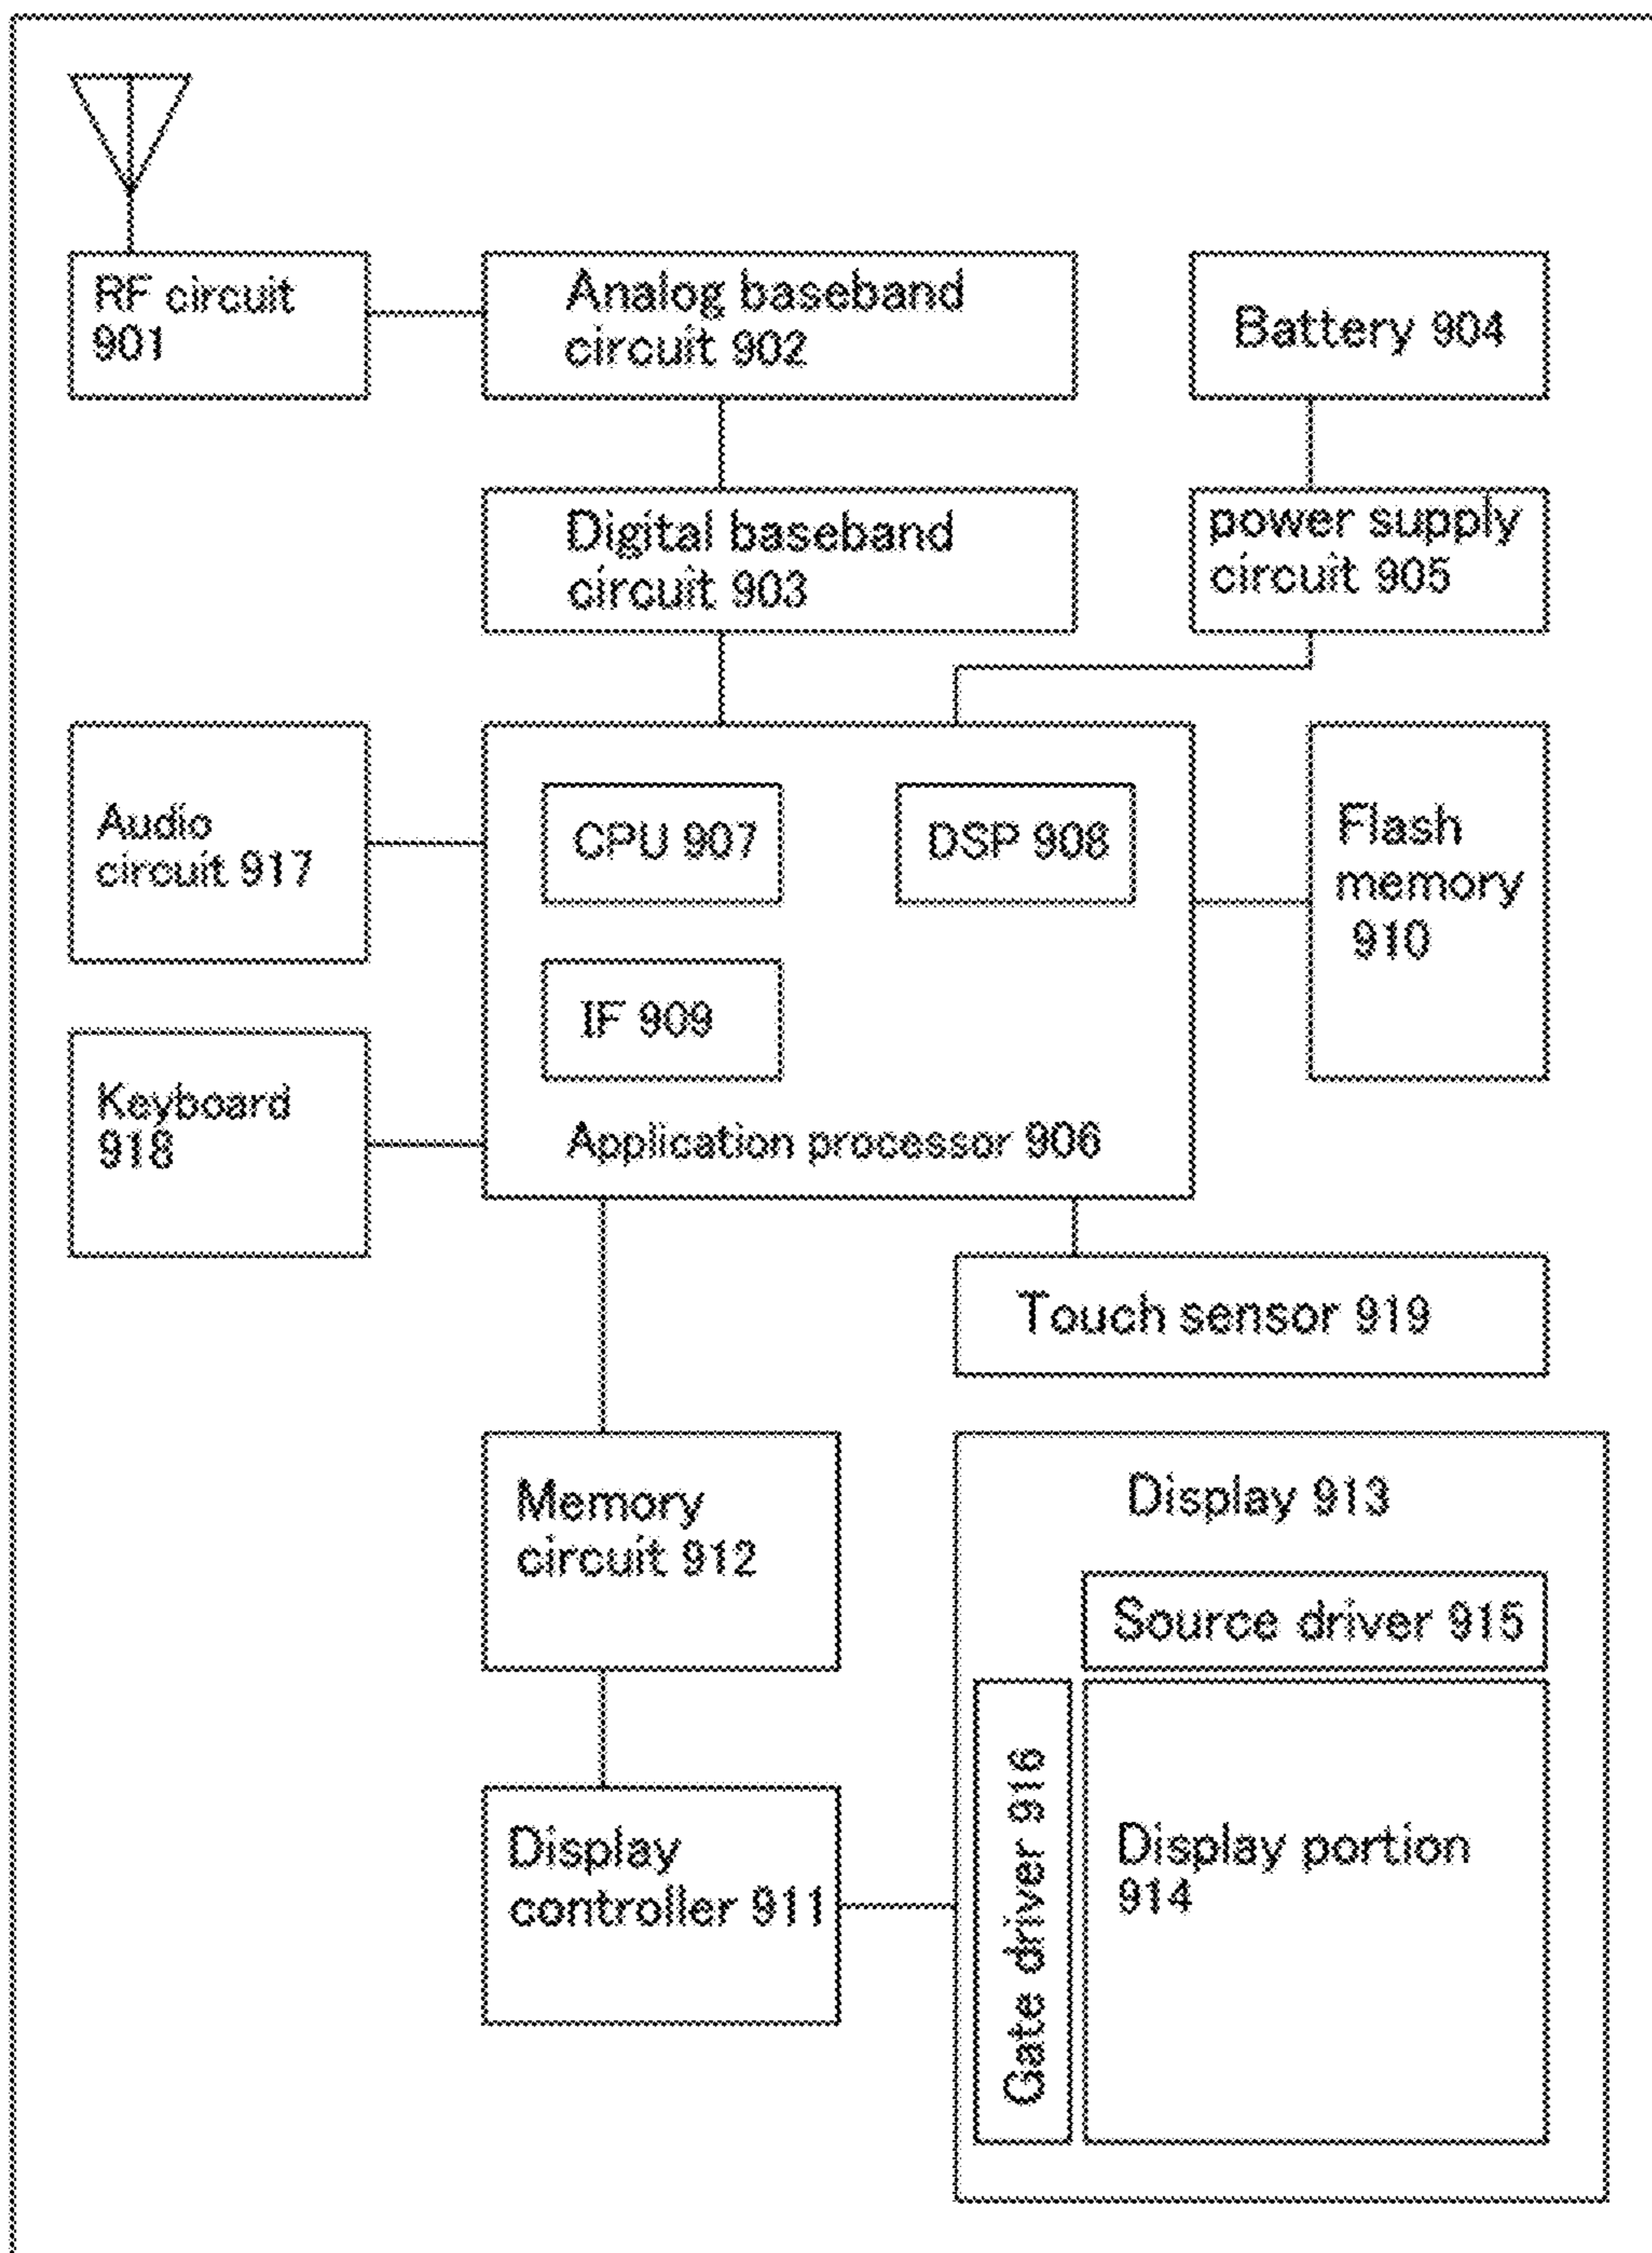 RF circuit
901
Analog baseband
circuit 902
Battery 904
Digital baseband
circuit 903
power supply
circuit 905
Audio
circuit 917
CPU 907
DSP 908
Flash
memory
910
IF 909
Keyboard
918
Application processor 906
Touch sensor 919
Memory
circuit 912
Display 913
Source driver 915
Gate driver 916
Display portion
914
Display
controller 911